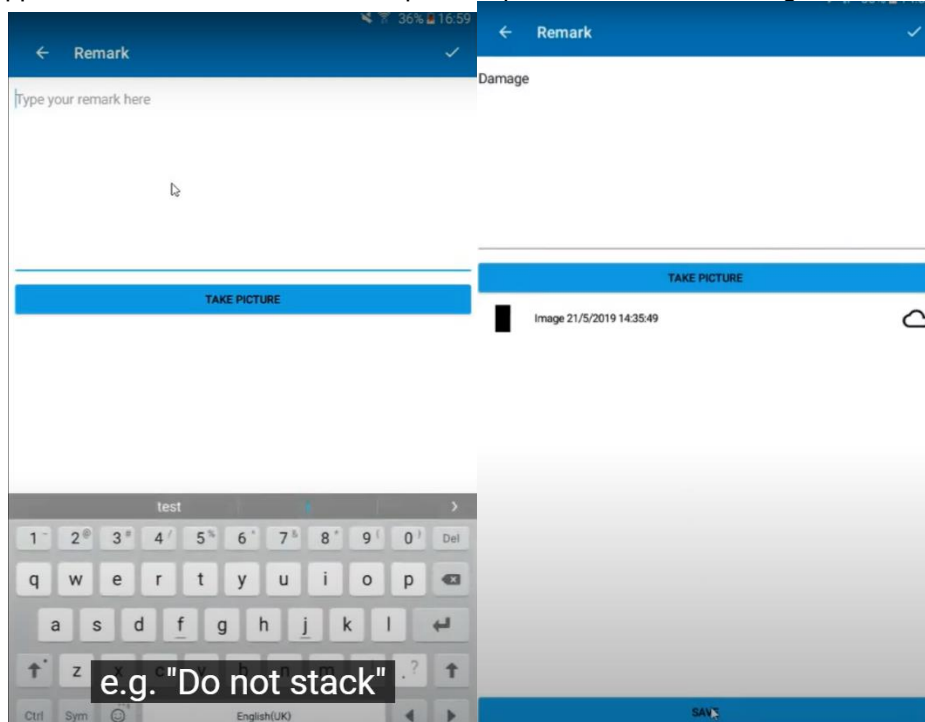 36% 16:59
Remark
Type your remark here
TAKE PICTURE
test
1 2 3 4 5 6 7 8 9 0 Del
q w e r t y u i o p
a s d f g h j k l
z
e.g. "Do not stack"
Ctrl Sym English(UK)
Remark
Damage
TAKE PICTURE
Image 21/5/2019 14:35:49
SAVE